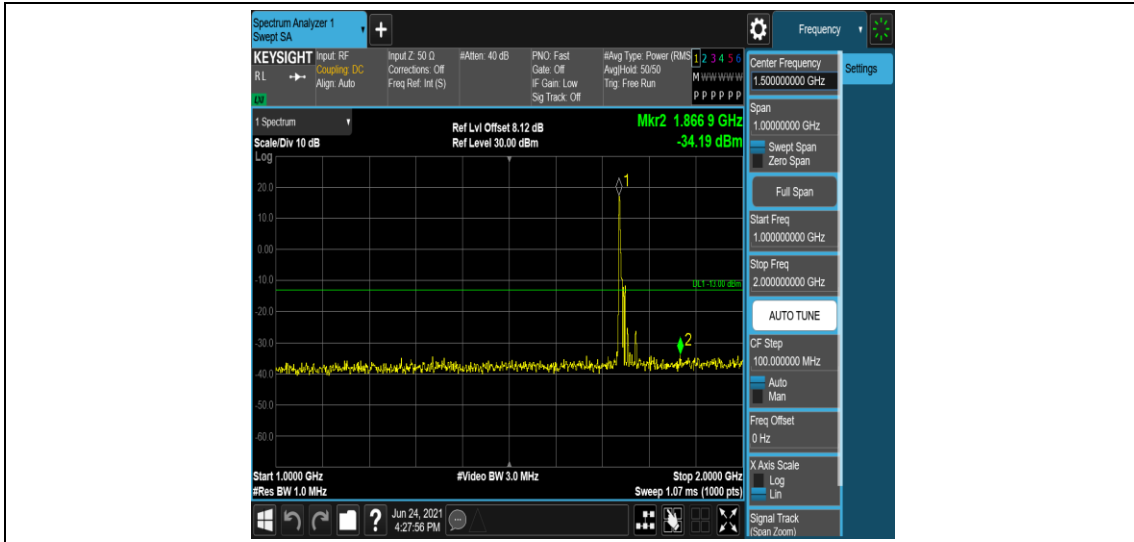 Spectrum Analyzer 1
Swept SA
+
Frequency
KEYSIGHT Input: RF Input Z: 50 Ω #Atten: 40 dB PNO: Fast #Avg Type: Power (RMS 1 2 3 4 5 6
RL Coupling: DC Corrections: Off Gate: Off Avg|Hold: 50/50 M W W W W W
Align: Auto Freq Ref: Int (S) IF Gain: Low Trig: Free Run
Sig Track: Off P P P P P P
Center Frequency
1.500000000 GHz
Settings
Span
1.00000000 GHz
Swept Span
Zero Span
Full Span
Start Freq
1.000000000 GHz
Stop Freq
2.000000000 GHz
AUTO TUNE
CF Step
100.000000 MHz
Auto
Man
Freq Offset
0 Hz
X Axis Scale
Log
Lin
Signal Track
(Span Zoom)
1 Spectrum
Scale/Div 10 dB
Log
Ref Lvl Offset 8.12 dB
Ref Level 30.00 dBm
Mkr2 1.866 9 GHz
-34.19 dBm
1
20.0
10.0
0.00
-10.0
DL1 -13.00 dBm
-20.0
-30.0
2
-40.0
-50.0
-60.0
Start 1.0000 GHz #Video BW 3.0 MHz Stop 2.0000 GHz
#Res BW 1.0 MHz Sweep 1.07 ms (1000 pts)
? Jun 24, 2021
4:27:56 PM